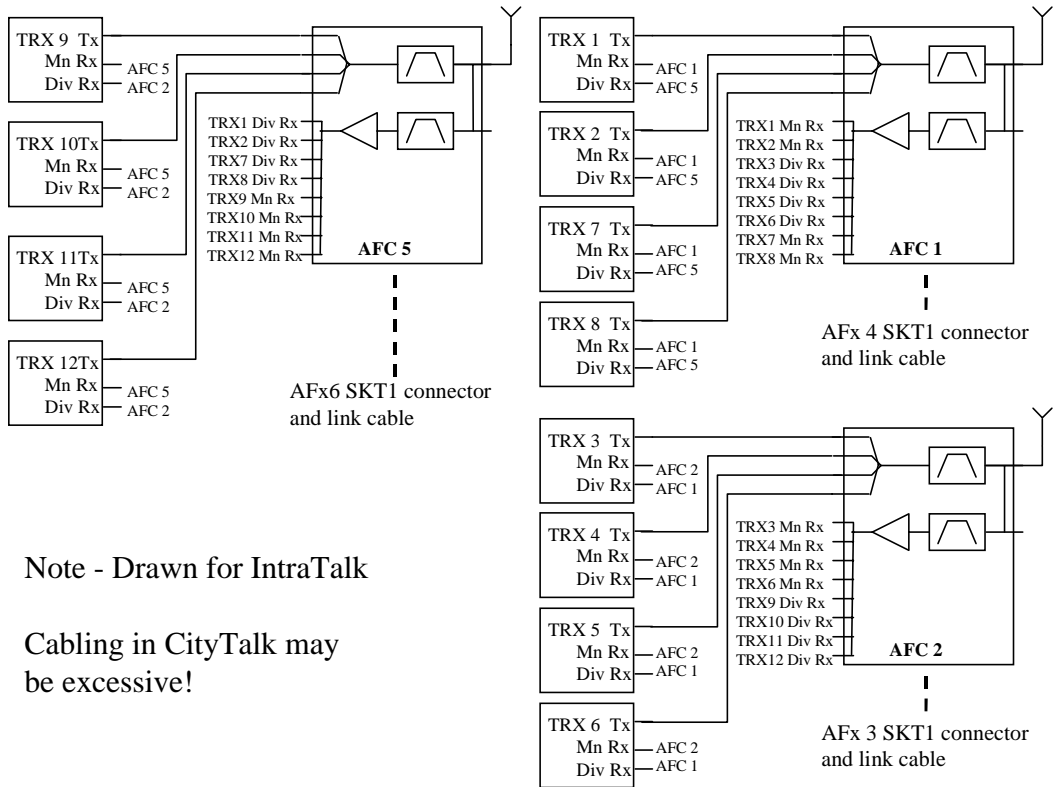 TRX 9 Tx
Mn Rx
AFC 5
Div Rx
AFC 2
TRX 10Tx
Mn Rx
AFC 5
Div Rx
AFC 2
TRX 11Tx
Mn Rx
AFC 5
Div Rx
AFC 2
TRX 12Tx
Mn Rx
AFC 5
Div Rx
AFC 2
TRX1 Div Rx
TRX2 Div Rx
TRX7 Div Rx
TRX8 Div Rx
TRX9 Mn Rx
TRX10 Mn Rx
TRX11 Mn Rx
TRX12 Mn Rx
AFC 5
AFx6 SKT1 connector
and link cable
TRX 1 Tx
Mn Rx
AFC 1
Div Rx
AFC 5
TRX 2 Tx
Mn Rx
AFC 1
Div Rx
AFC 5
TRX 7 Tx
Mn Rx
AFC 1
Div Rx
AFC 5
TRX 8 Tx
Mn Rx
AFC 1
Div Rx
AFC 5
TRX1 Mn Rx
TRX2 Mn Rx
TRX3 Div Rx
TRX4 Div Rx
TRX5 Div Rx
TRX6 Div Rx
TRX7 Mn Rx
TRX8 Mn Rx
AFC 1
AFx 4 SKT1 connector
and link cable
TRX 3 Tx
Mn Rx
AFC 2
Div Rx
AFC 1
TRX 4 Tx
Mn Rx
AFC 2
Div Rx
AFC 1
TRX 5 Tx
Mn Rx
AFC 2
Div Rx
AFC 1
TRX 6 Tx
Mn Rx
AFC 2
Div Rx
AFC 1
TRX3 Mn Rx
TRX4 Mn Rx
TRX5 Mn Rx
TRX6 Mn Rx
TRX9 Div Rx
TRX10 Div Rx
TRX11 Div Rx
TRX12 Div Rx
AFC 2
AFx 3 SKT1 connector
and link cable
Note - Drawn for IntraTalk
Cabling in CityTalk may
be excessive!